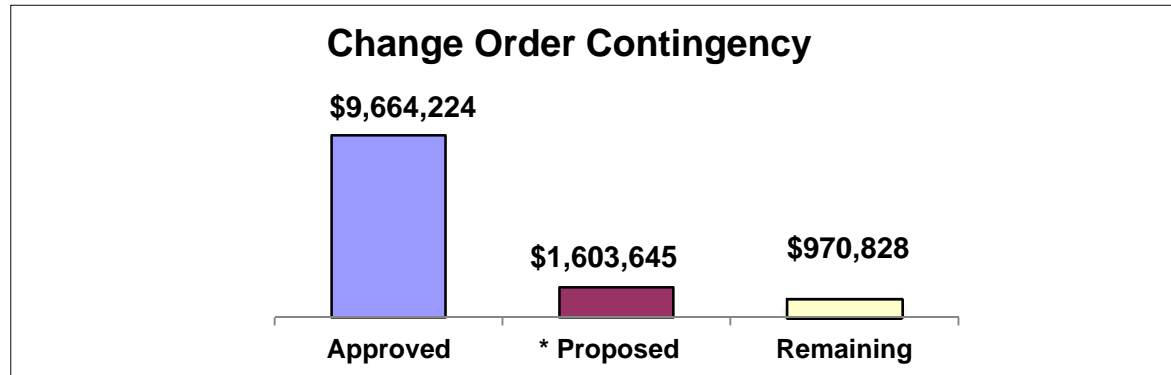 Change Order Contingency
$9,664,224
$1,603,645
$970,828
Approved
* Proposed
Remaining